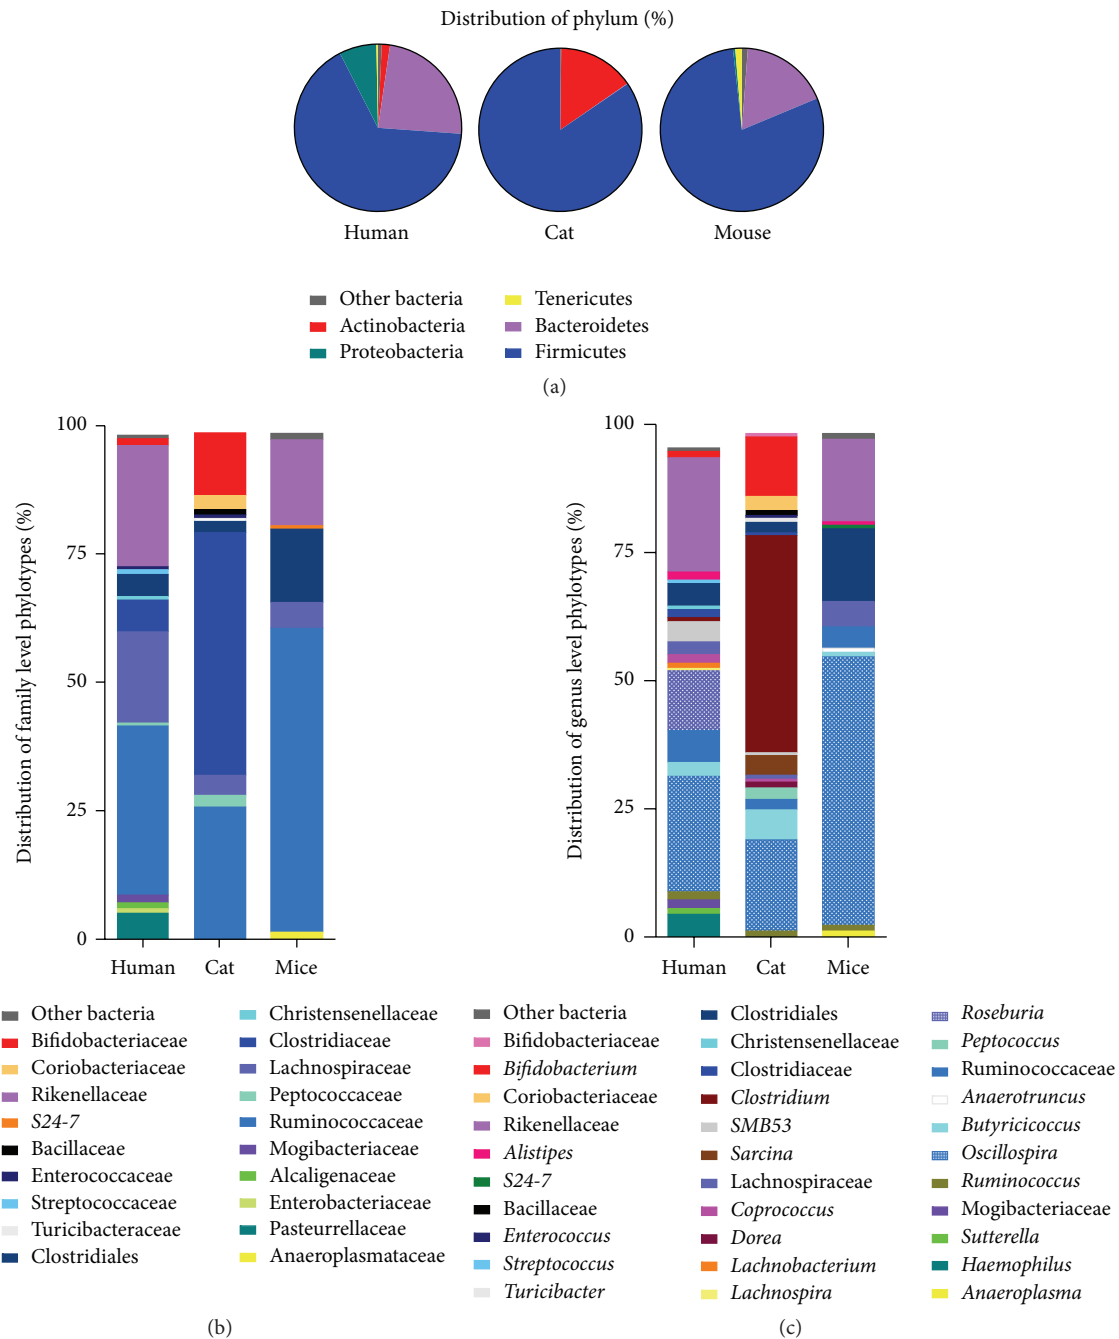 Distribution of phylum (%)
Human
Cat
Mouse
Other bacteria
Actinobacteria
Proteobacteria
Tenericutes
Bacteroidetes
Firmicutes
(a)
Distribution of family level phylotypes (%)
100
75
50
25
0
Human
Cat
Mice
Other bacteria
Bifidobacteriaceae
Coriobacteriaceae
Rikenellaceae
S24-7
Bacillaceae
Enterococcaceae
Streptococcaceae
Turicibacteraceae
Clostridiales
Christensenellaceae
Clostridiaceae
Lachnospiraceae
Peptococcaceae
Ruminococcaceae
Mogibacteriaceae
Alcaligenaceae
Enterobacteriaceae
Pasteurrellaceae
Anaeroplasmataceae
(b)
Distribution of genus level phylotypes (%)
100
75
50
25
0
Human
Cat
Mice
Other bacteria
Bifidobacteriaceae
Bifidobacterium
Coriobacteriaceae
Rikenellaceae
Alistipes
S24-7
Bacillaceae
Enterococcus
Streptococcus
Turicibacter
Clostridiales
Christensenellaceae
Clostridiaceae
Clostridium
SMB53
Sarcina
Lachnospiraceae
Coprococcus
Dorea
Lachnobacterium
Lachnospira
Roseburia
Peptococcus
Ruminococcaceae
Anaerotruncus
Butyricicoccus
Oscillospira
Ruminococcus
Mogibacteriaceae
Sutterella
Haemophilus
Anaeroplasma
(c)